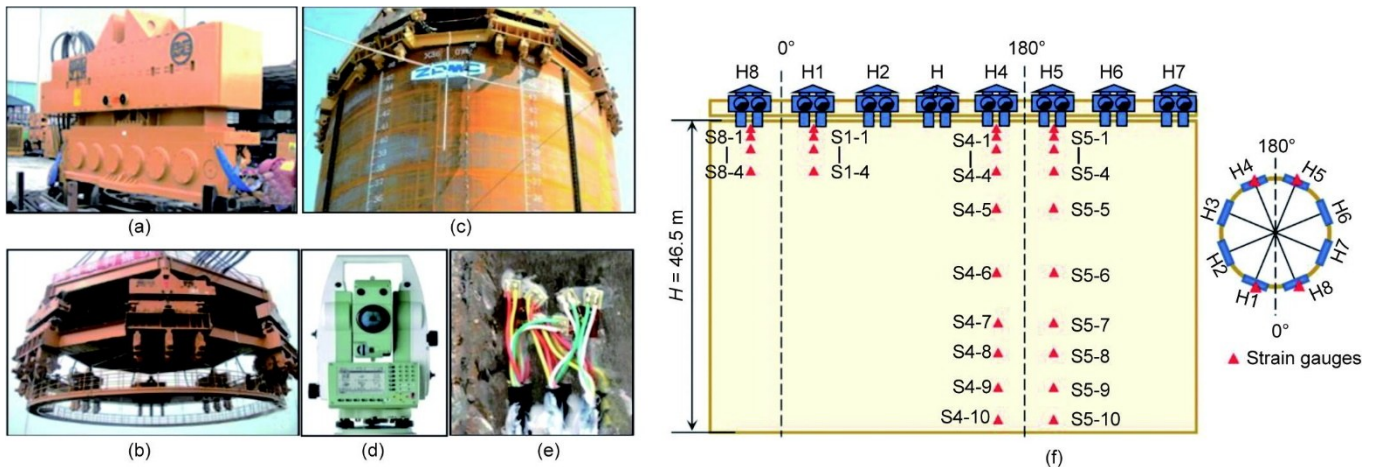 ZPMC
(a)
(c)
(b)
(d)
(e)
0°
180°
H8
H1
H2
H
H4
H5
H6
H7
S8-1
S8-4
S1-1
S1-4
S4-1
S4-4
S4-5
S4-6
S4-7
S4-8
S4-9
S4-10
S5-1
S5-4
S5-5
S5-6
S5-7
S5-8
S5-9
S5-10
H = 46.5 m
180°
H4
H5
H3
H6
H2
H7
H1
H8
0°
Strain gauges
(f)